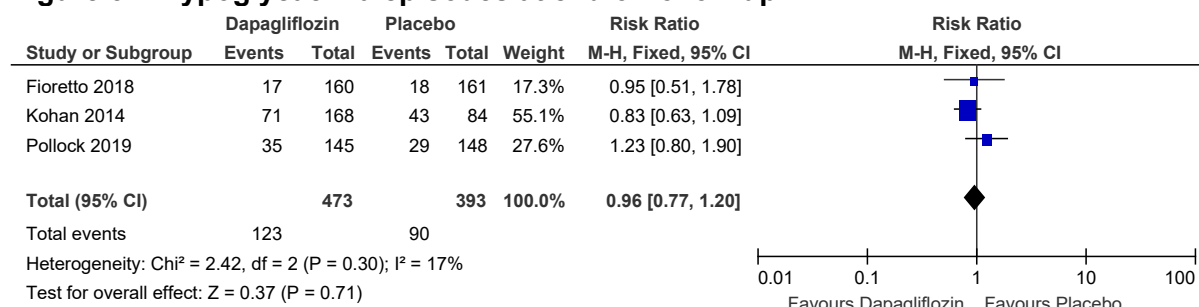 Dapagliflozin Placebo Risk Ratio Risk Ratio
Study or Subgroup Events Total Events Total Weight M-H, Fixed, 95% CI M-H, Fixed, 95% CI
Fioretto 2018 17 160 18 161 17.3% 0.95 [0.51, 1.78]
Kohan 2014 71 168 43 84 55.1% 0.83 [0.63, 1.09]
Pollock 2019 35 145 29 148 27.6% 1.23 [0.80, 1.90]
Total (95% CI) 473 393 100.0% 0.96 [0.77, 1.20]
Total events 123 90
Heterogeneity: Chi² = 2.42, df = 2 (P = 0.30); I² = 17%
0.01 0.1 1 10 100
Test for overall effect: Z = 0.37 (P = 0.71)
Favours Dapagliflozin Favours Placebo